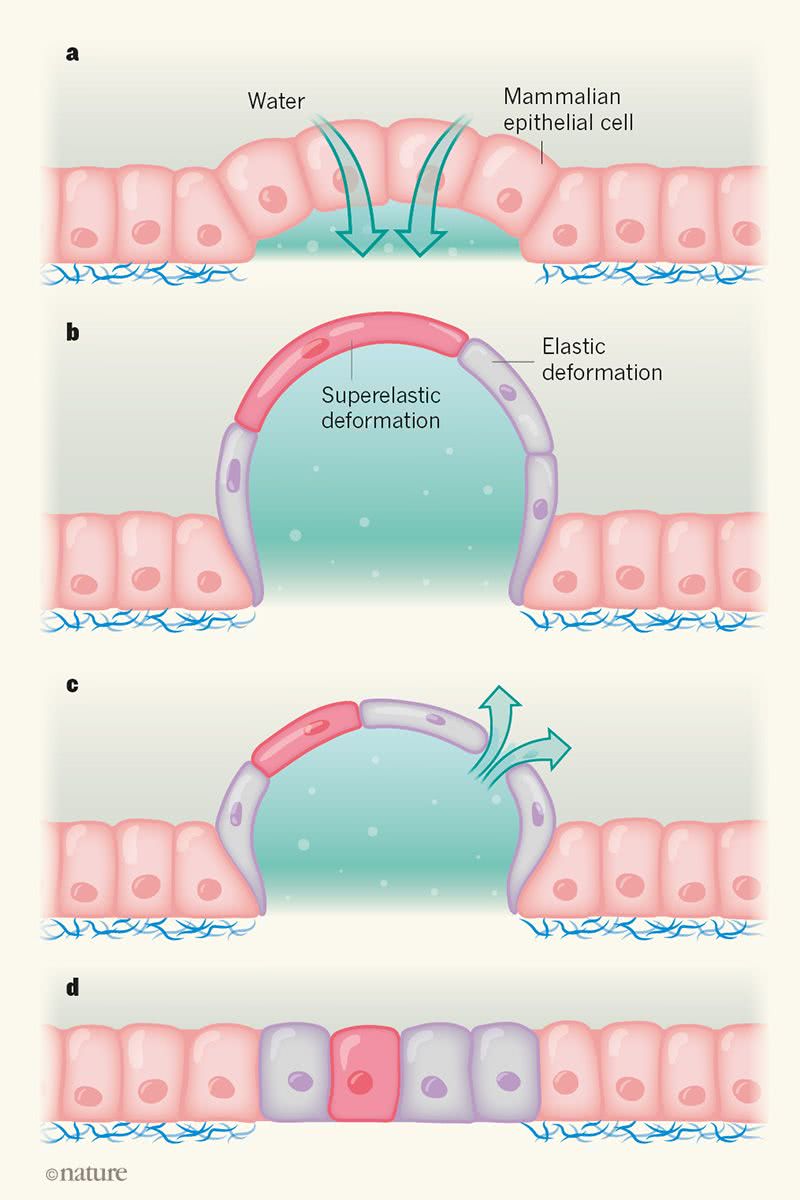 a
Water
Mammalian
epithelial cell
b
Elastic
deformation
Superelastic
deformation
c
d
©nature